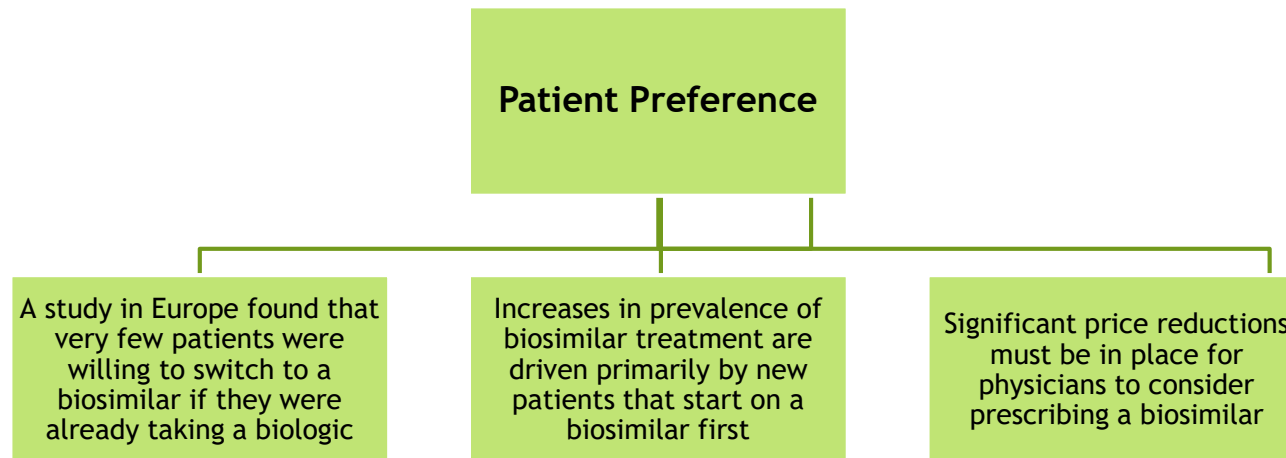 Patient Preference
A study in Europe found that
very few patients were
willing to switch to a
biosimilar if they were
already taking a biologic
Increases in prevalence of
biosimilar treatment are
driven primarily by new
patients that start on a
biosimilar first
Significant price reductions
must be in place for
physicians to consider
prescribing a biosimilar